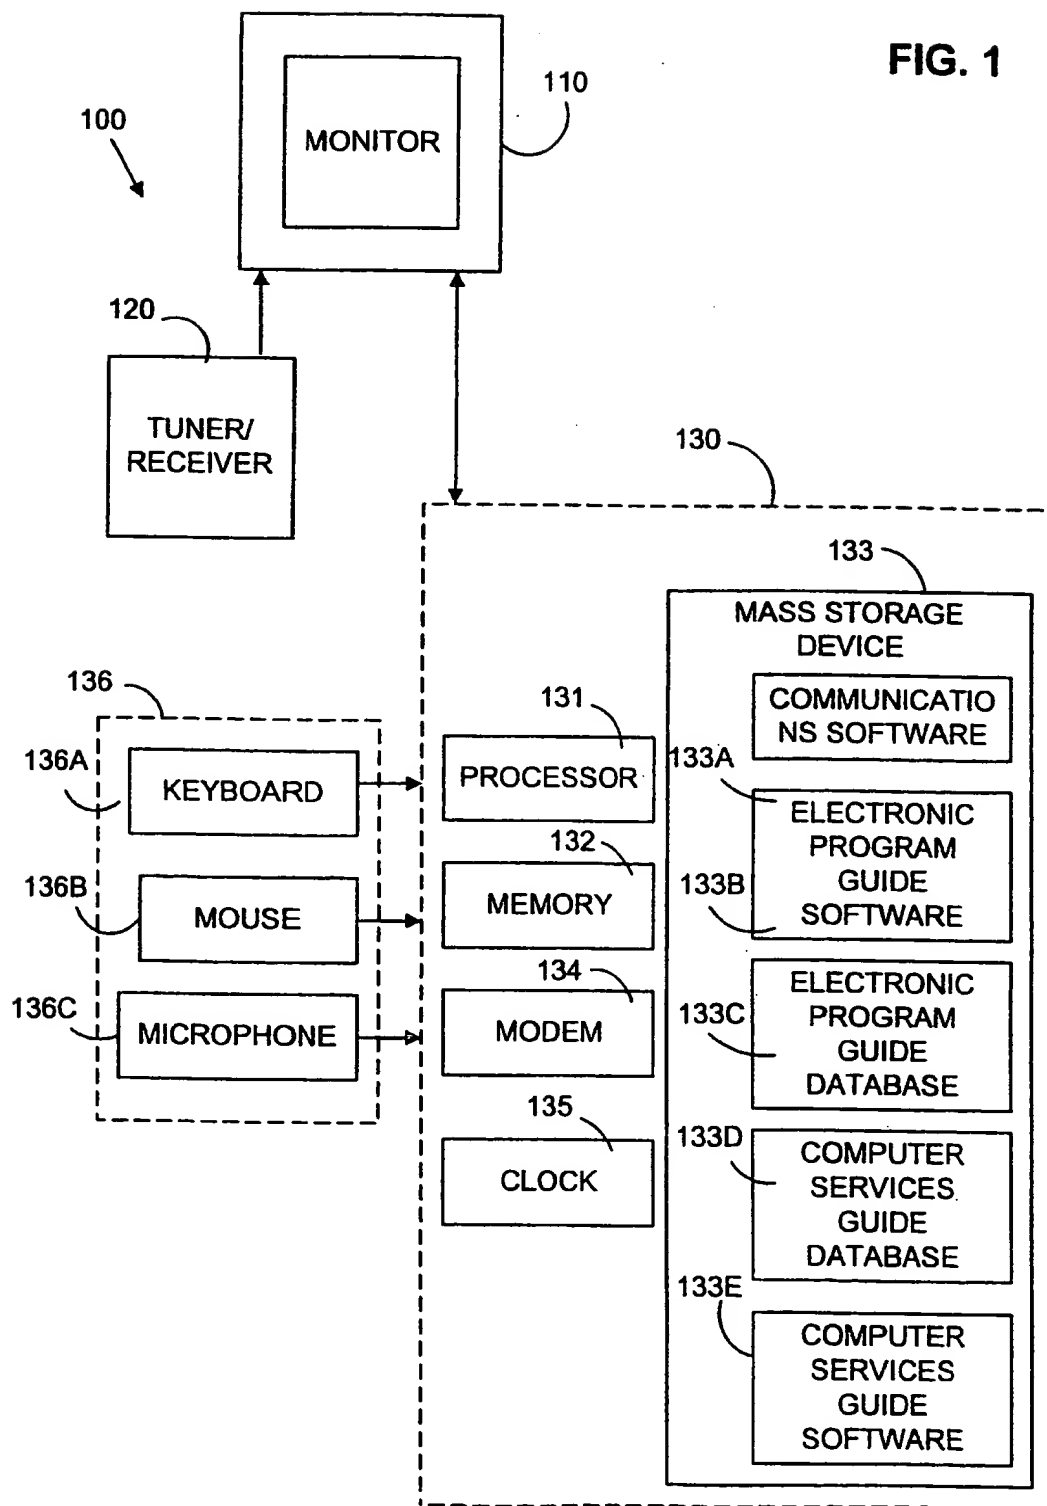 FIG. 1
110
100
MONITOR
120
TUNER/
RECEIVER
130
133
MASS STORAGE
DEVICE
COMMUNICATIO
NS SOFTWARE
136
131
136A
KEYBOARD
PROCESSOR
133A
ELECTRONIC
PROGRAM
GUIDE
SOFTWARE
133B
132
136B
MOUSE
MEMORY
134
136C
MICROPHONE
MODEM
133C
ELECTRONIC
PROGRAM
GUIDE
DATABASE
135
CLOCK
133D
COMPUTER
SERVICES
GUIDE
DATABASE
133E
COMPUTER
SERVICES
GUIDE
SOFTWARE